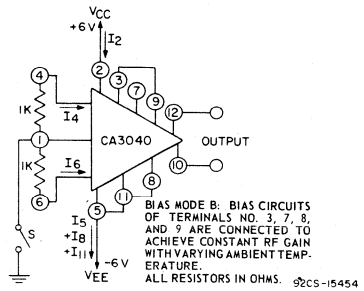 VCC
+6V
I2
2
3
7
9
12
4
1K
I4
1
CA3040
OUTPUT
1K
I6
10
6
8
11
5
S
I5
+I8
+I11
-6V
VEE
BIAS MODE B: BIAS CIRCUITS
OF TERMINALS NO. 3, 7, 8,
AND 9 ARE CONNECTED TO
ACHIEVE CONSTANT RF GAIN
WITH VARYING AMBIENT TEMP-
ERATURE.
ALL RESISTORS IN OHMS.
92CS-15454